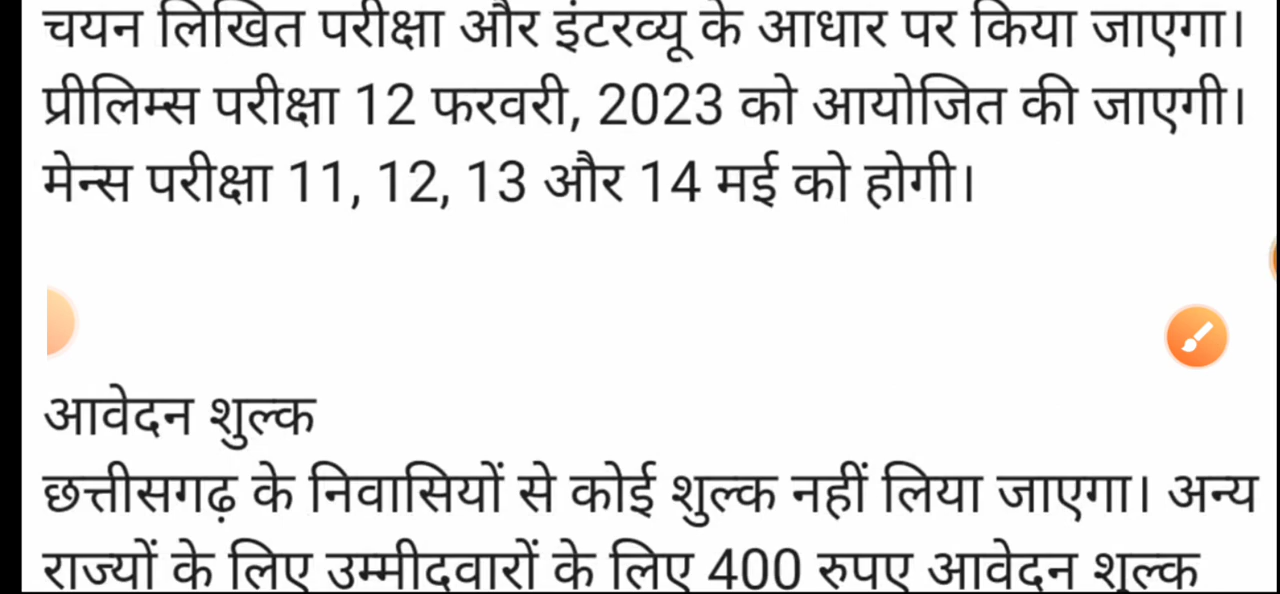 चयन लिखित परीक्षा और इंटरव्यू के आधार पर किया जाएगा।
प्रीलिम्स परीक्षा 12 फरवरी, 2023 को आयोजित की जाएगी।
मेन्स परीक्षा 11, 12, 13 और 14 मई को होगी।
आवेदन शुल्क
छत्तीसगढ़ के निवासियों से कोई शुल्क नहीं लिया जाएगा। अन्य
राज्यों के लिए उम्मीदवारों के लिए 400 रुपए आवेदन शुल्क